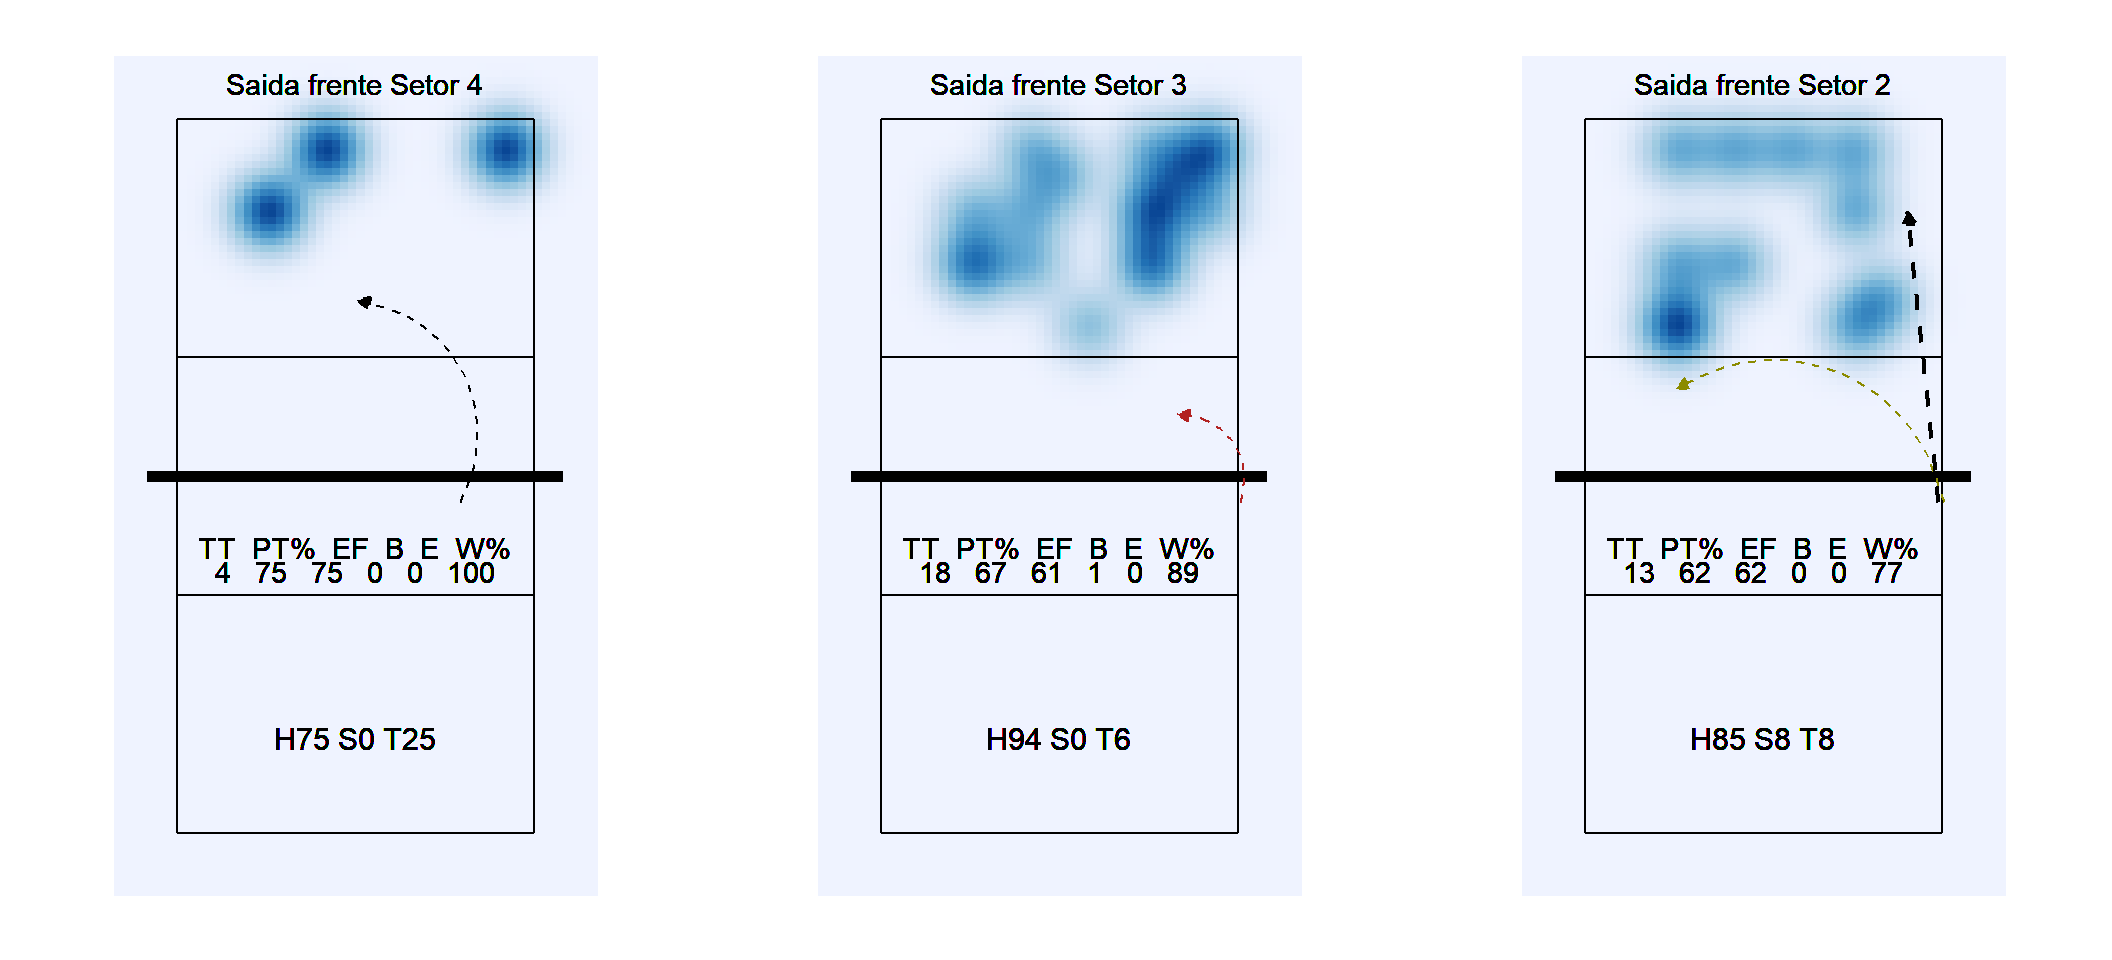 Saida frente Setor 4
TT PT% EF B E W%
4 75 75 0 0 100
H75 S0 T25
Saida frente Setor 3
TT PT% EF B E W%
18 67 61 1 0 89
H94 S0 T6
Saida frente Setor 2
TT PT% EF B E W%
13 62 62 0 0 77
H85 S8 T8